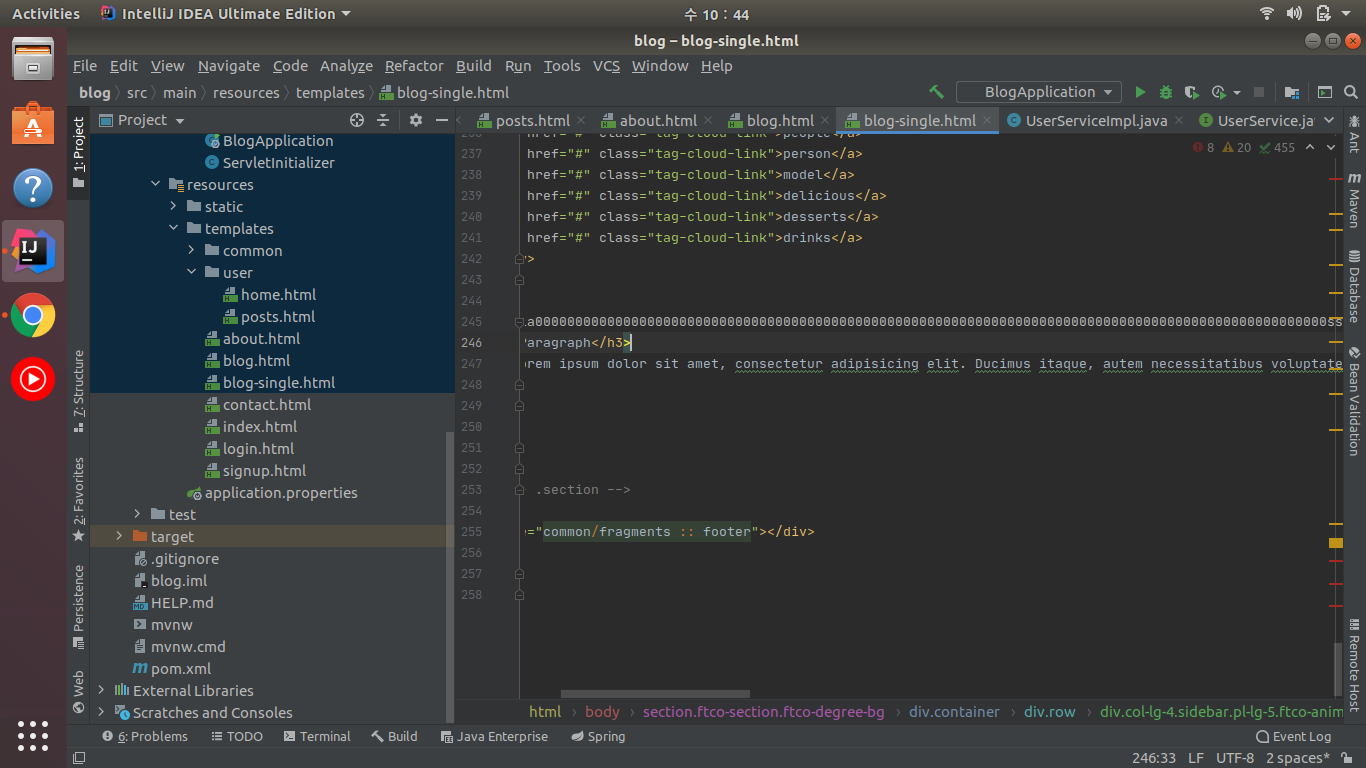 Activities IntelliJ IDEA Ultimate Edition 수 10 : 44
blog – blog-single.html
File Edit View Navigate Code Analyze Refactor Build Run Tools VCS Window Help
blog src main resources templates blog-single.html BlogApplication
1: Project
7: Structure
2: Favorites
Persistence
Web
Project
BlogApplication
ServletInitializer
resources
static
templates
common
user
home.html
posts.html
about.html
blog.html
blog-single.html
contact.html
index.html
login.html
signup.html
application.properties
test
target
.gitignore
blog.iml
HELP.md
mvnw
mvnw.cmd
pom.xml
External Libraries
Scratches and Consoles
posts.html about.html blog.html blog-single.html UserServiceImpl.java UserService.ja
8 20 455
236 href="#" class="tag-cloud-link">people</a>
237 href="#" class="tag-cloud-link">person</a>
238 href="#" class="tag-cloud-link">model</a>
239 href="#" class="tag-cloud-link">delicious</a>
240 href="#" class="tag-cloud-link">desserts</a>
241 href="#" class="tag-cloud-link">drinks</a>
242 >
243
244
245
246 Paragraph</h3>
247 orem ipsum dolor sit amet, consectetur adipisicing elit. Ducimus itaque, autem necessitatibus voluptat
248
249
250
251
252
253 .section -->
254
255 ="common/fragments :: footer"></div>
256
257
258
html body section.ftco-section.ftco-degree-bg div.container div.row div.col-lg-4.sidebar.pl-lg-5.ftco-anim
Ant
Maven
Database
Bean Validation
Remote Host
6: Problems TODO Terminal Build Java Enterprise Spring Event Log
246:33 LF UTF-8 2 spaces*